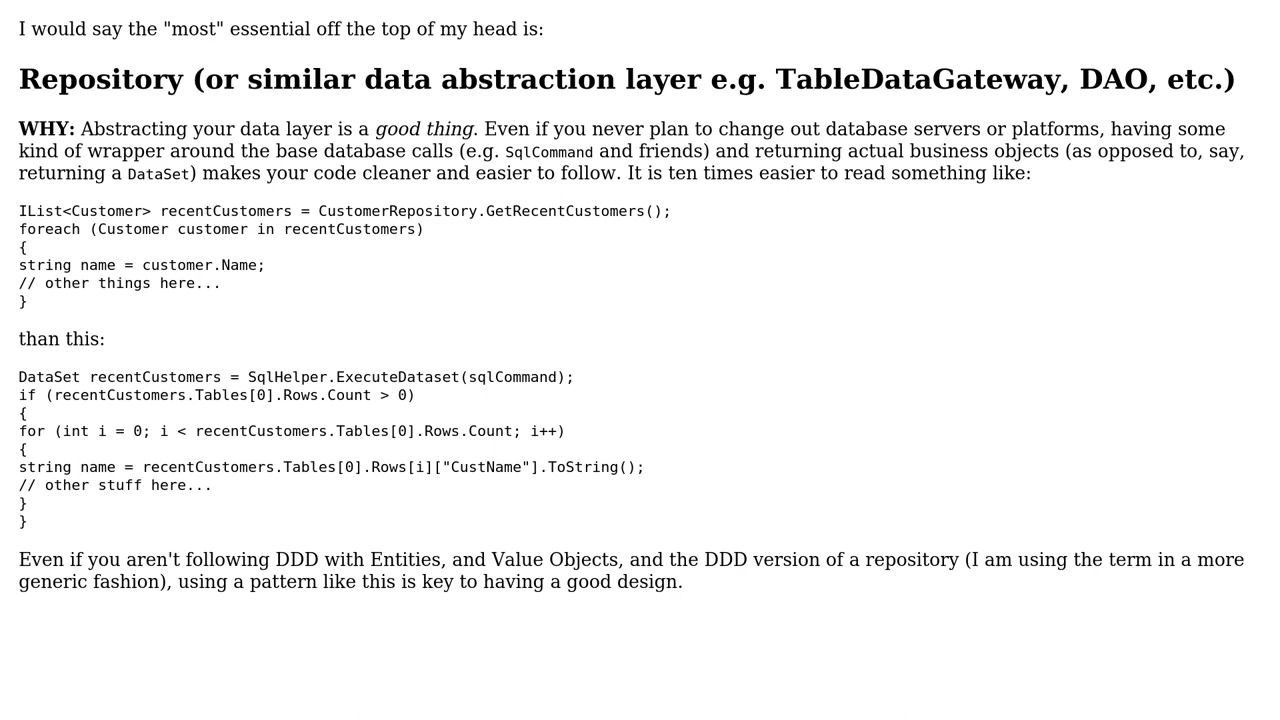 I would say the "most" essential off the top of my head is:
Repository (or similar data abstraction layer e.g. TableDataGateway, DAO, etc.)
WHY: Abstracting your data layer is a good thing. Even if you never plan to change out database servers or platforms, having some
kind of wrapper around the base database calls (e.g. SqlCommand and friends) and returning actual business objects (as opposed to, say,
returning a DataSet) makes your code cleaner and easier to follow. It is ten times easier to read something like:
IList<Customer> recentCustomers = CustomerRepository.GetRecentCustomers();
foreach (Customer customer in recentCustomers)
{
string name = customer.Name;
// other things here...
}
than this:
DataSet recentCustomers = SqlHelper.ExecuteDataset(sqlCommand);
if (recentCustomers.Tables[0].Rows.Count > 0)
{
for (int i = 0; i < recentCustomers.Tables[0].Rows.Count; i++)
{
string name = recentCustomers.Tables[0].Rows[i]["CustName"].ToString();
// other stuff here...
}
}
Even if you aren't following DDD with Entities, and Value Objects, and the DDD version of a repository (I am using the term in a more
generic fashion), using a pattern like this is key to having a good design.